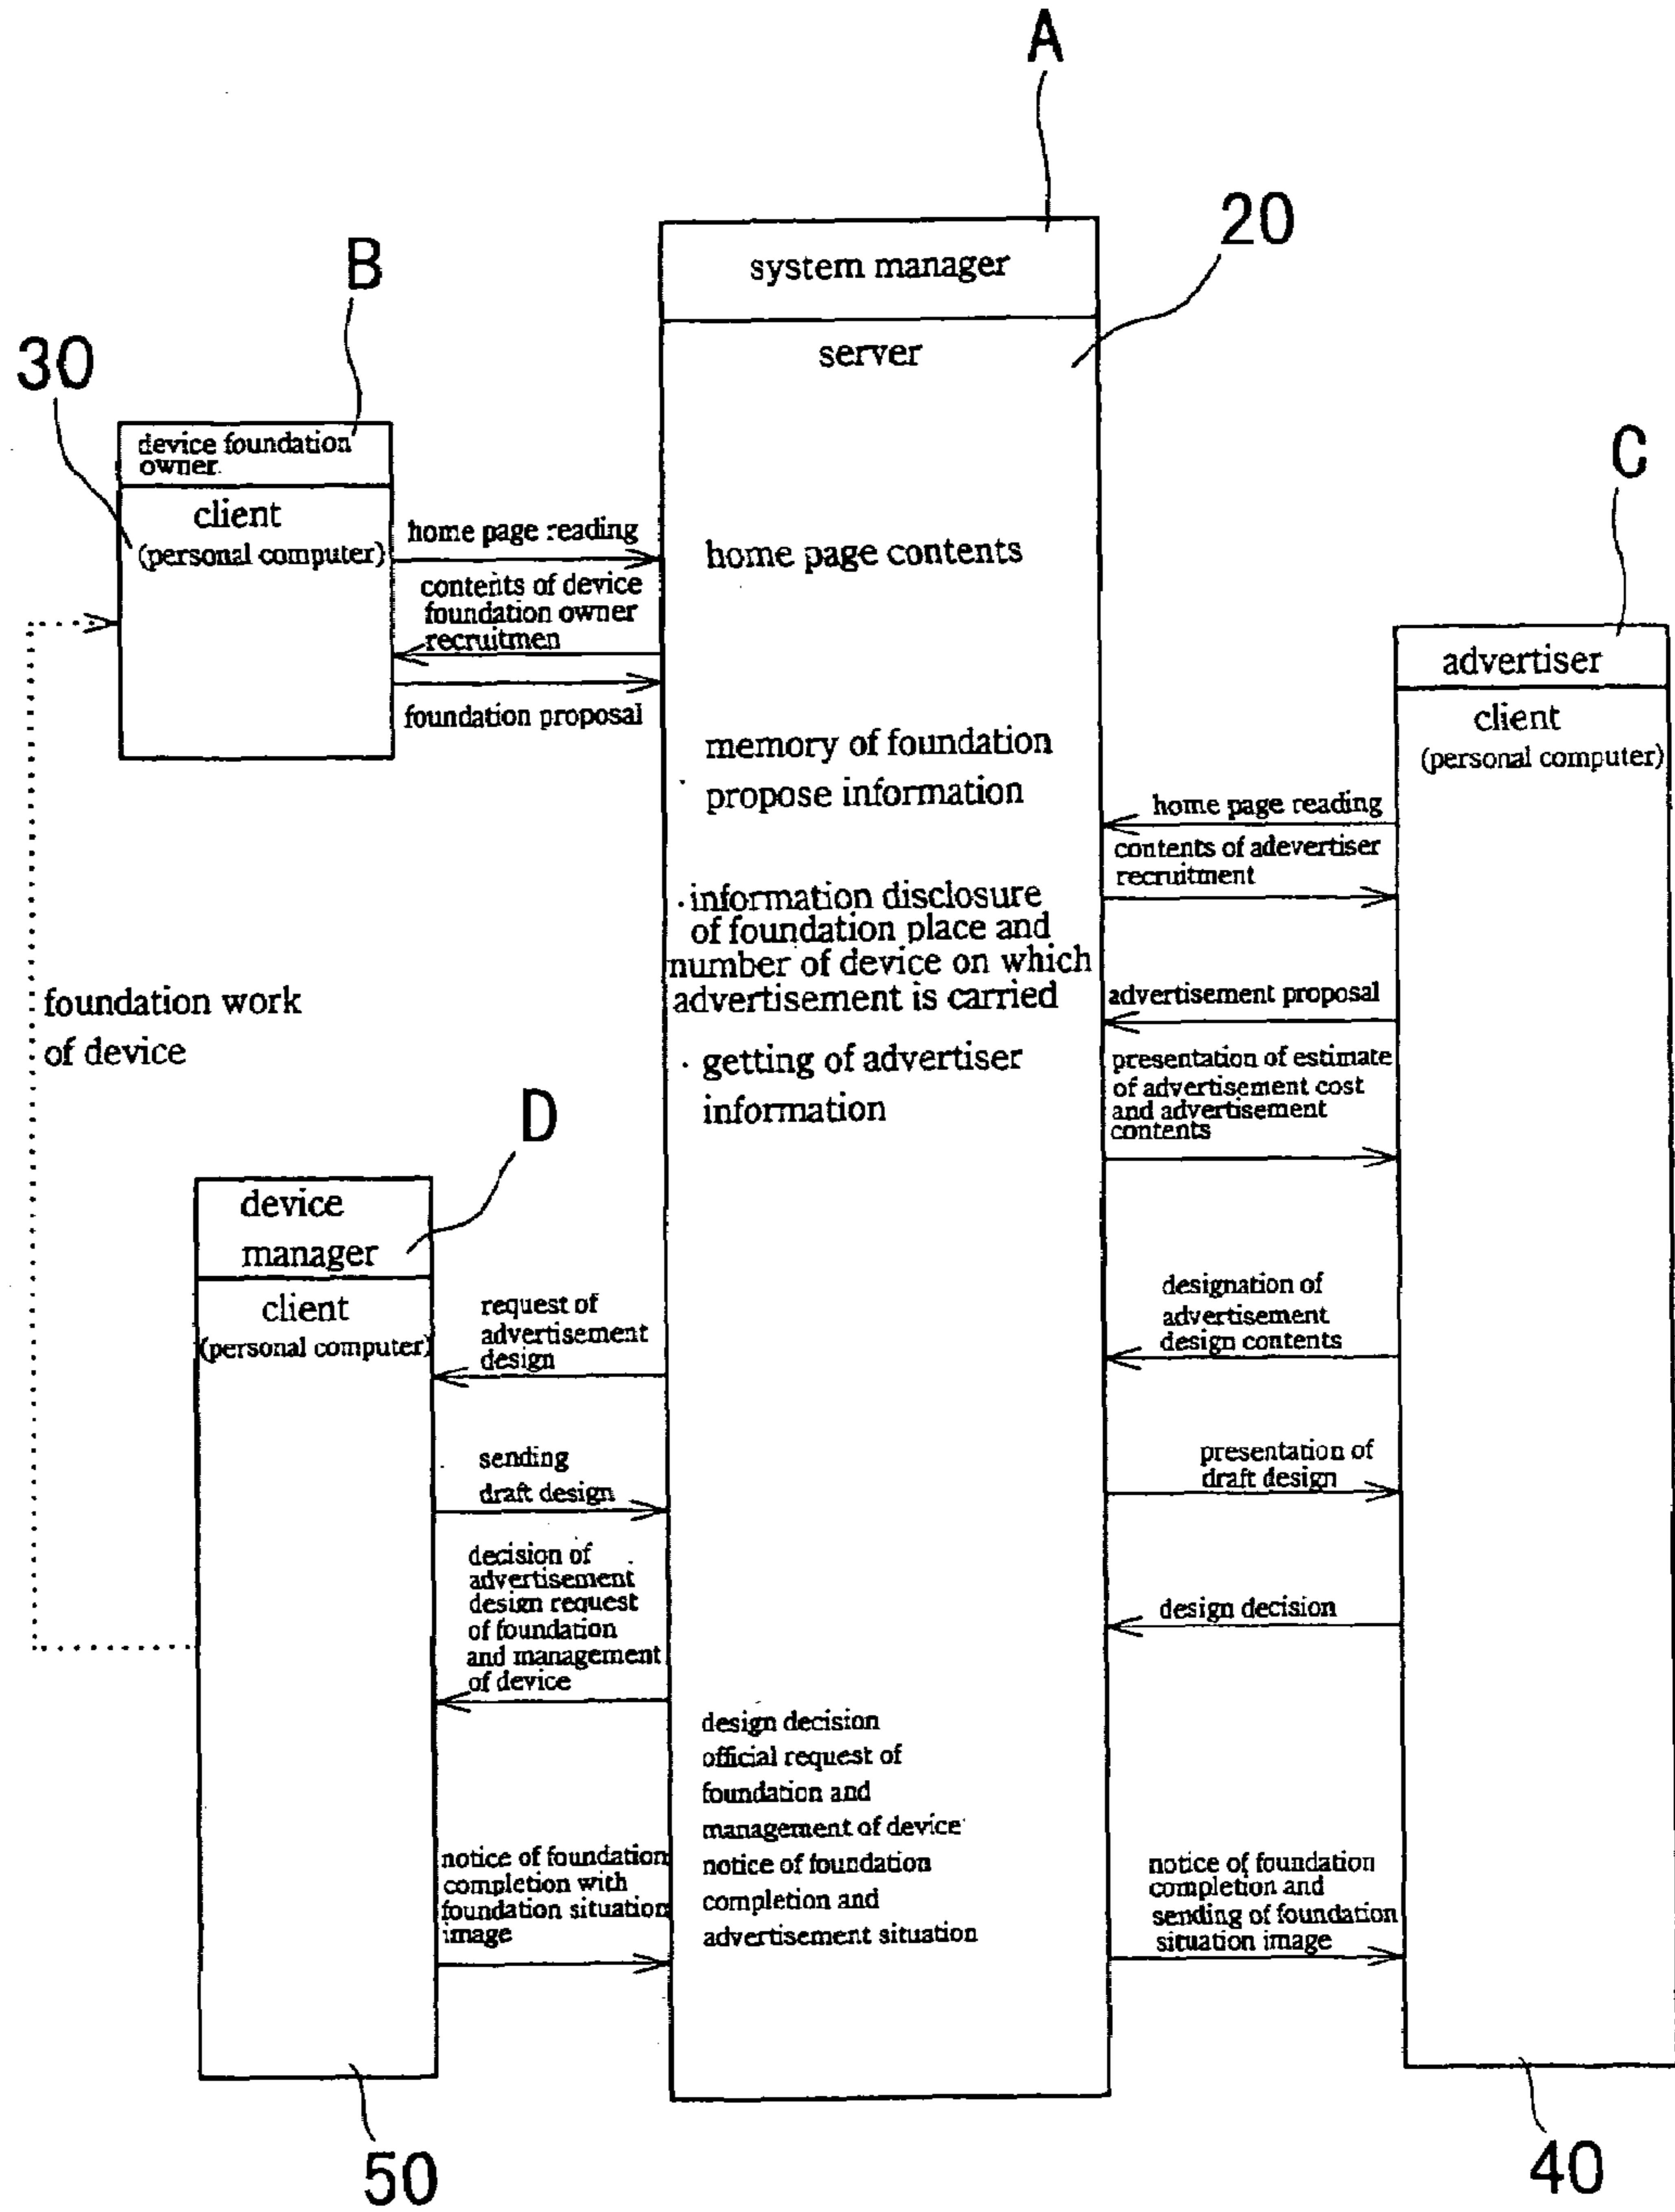 A
20
system manager
server
B
30
device foundation
owner.
client
(personal computer)
home page reading
contents of device
foundation owner
recruitmen
foundation proposal
home page contents
memory of foundation
propose information
· information disclosure
of foundation place and
number of device on which
advertisement is carried
· getting of advertiser
information
C
advertiser
client
(personal computer)
home page reading
contents of adevertiser
recruitment
advertisement proposal
presentation of estimate
of advertisement cost
and advertisement
contents
designation of
advertisement
design contents
presentation of
draft design
design decision
foundation work
of device
D
device
manager
client
(personal computer)
request of
advertisement
design
sending
draft design
decision of
advertisement
design request
of foundation
and management
of device
notice of foundation
completion with
foundation situation
image
design decision
official request of
foundation and
management of device
notice of foundation
completion and
advertisement situation
notice of foundation
completion and
sending of foundation
situation image
50
40